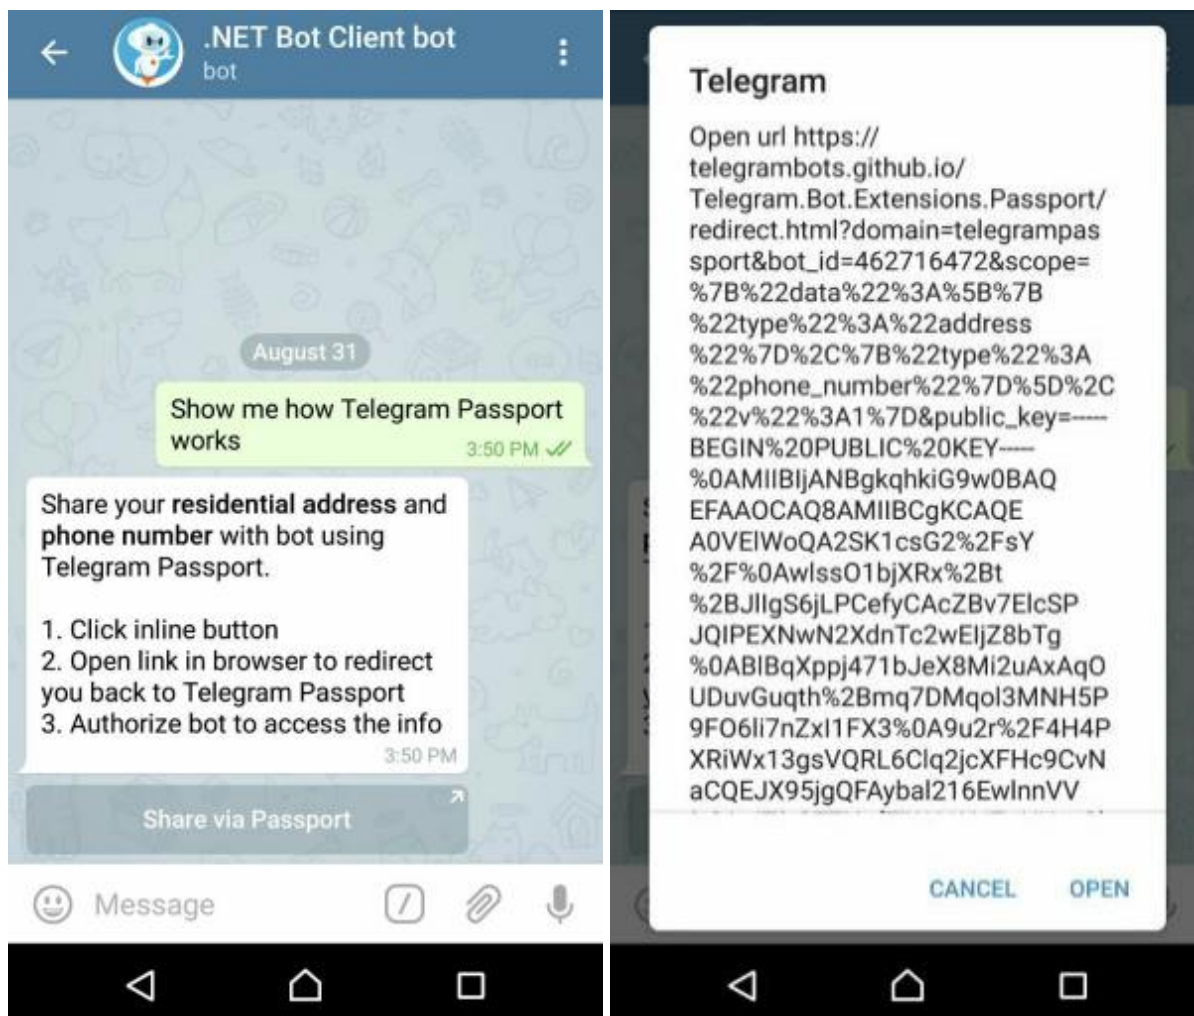 .NET Bot Client bot
bot
August 31
Show me how Telegram Passport
works
3:50 PM
Share your residential address and
phone number with bot using
Telegram Passport.
1. Click inline button
2. Open link in browser to redirect
you back to Telegram Passport
3. Authorize bot to access the info
3:50 PM
Share via Passport
Message
Telegram
Open url https://
telegrambots.github.io/
Telegram.Bot.Extensions.Passport/
redirect.html?domain=telegrampas
sport&bot_id=462716472&scope=
%7B%22data%22%3A%5B%7B
%22type%22%3A%22address
%22%7D%2C%7B%22type%22%3A
%22phone_number%22%7D%5D%2C
%22v%22%3A1%7D&public_key=-----
BEGIN%20PUBLIC%20KEY-----
%0AMIIBIjANBgkqhkiG9w0BAQ
EFAAOCAQ8AMIIBCgKCAQE
A0VElWoQA2SK1csG2%2FsY
%2F%0AwlssO1bjXRx%2Bt
%2BJlIgS6jLPCefyCAcZBv7ElcSP
JQIPEXNwN2XdnTc2wEIjZ8bTg
%0ABlBqXppj471bJeX8Mi2uAxAqO
UDuvGuqth%2Bmq7DMqol3MNH5P
9FO6li7nZxI1FX3%0A9u2r%2F4H4P
XRiWx13gsVQRL6Clq2jcXFHc9CvN
aCQEJX95jgQFAybal216EwlnnVV
CANCEL
OPEN